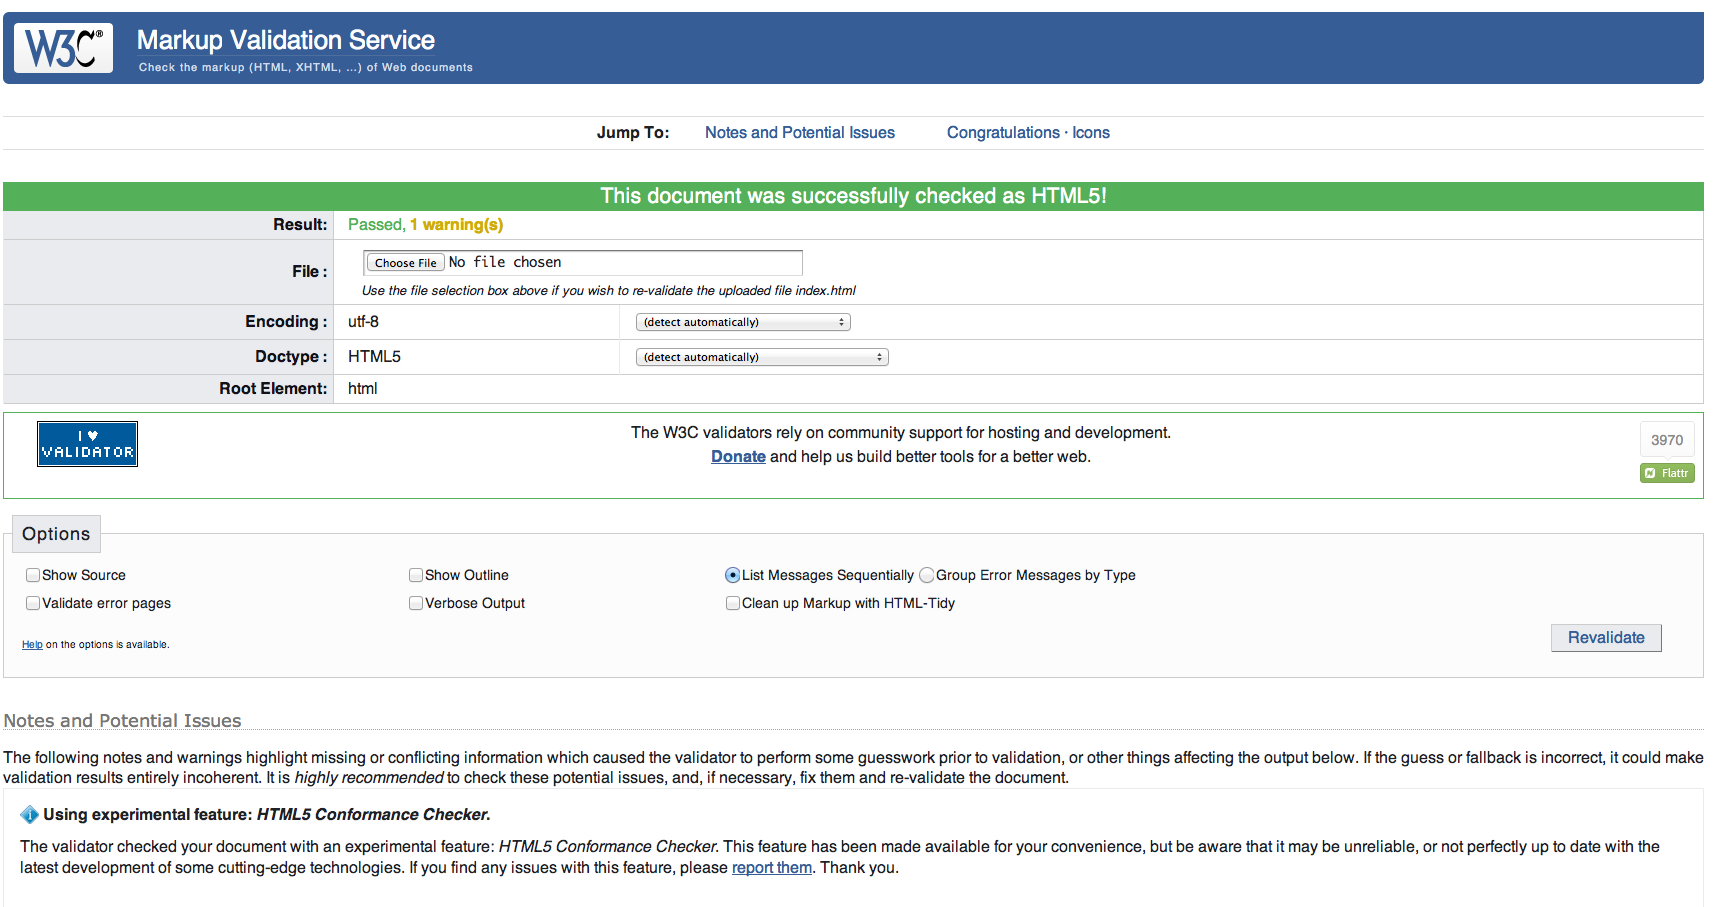 W3C®
Markup Validation Service
Check the markup (HTML, XHTML, ...) of Web documents
Jump To: Notes and Potential Issues Congratulations · Icons
This document was successfully checked as HTML5!
Result: Passed, 1 warning(s)
File : Choose File No file chosen
Use the file selection box above if you wish to re-validate the uploaded file index.html
Encoding : utf-8 (detect automatically)
Doctype : HTML5 (detect automatically)
Root Element: html
I ♥
VALIDATOR
The W3C validators rely on community support for hosting and development.
Donate and help us build better tools for a better web.
3970
Flattr
Options
Show Source Show Outline List Messages Sequentially Group Error Messages by Type
Validate error pages Verbose Output Clean up Markup with HTML-Tidy
Help on the options is available.
Revalidate
Notes and Potential Issues
The following notes and warnings highlight missing or conflicting information which caused the validator to perform some guesswork prior to validation, or other things affecting the output below. If the guess or fallback is incorrect, it could make
validation results entirely incoherent. It is highly recommended to check these potential issues, and, if necessary, fix them and re-validate the document.
Using experimental feature: HTML5 Conformance Checker.
The validator checked your document with an experimental feature: HTML5 Conformance Checker. This feature has been made available for your convenience, but be aware that it may be unreliable, or not perfectly up to date with the
latest development of some cutting-edge technologies. If you find any issues with this feature, please report them. Thank you.